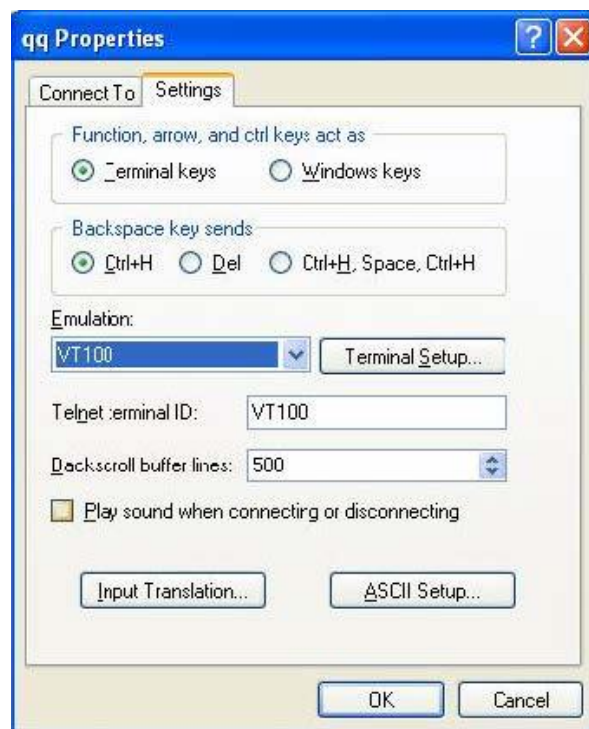 qq Properties
Connect To Settings
Function, arrow, and ctrl keys act as
Terminal keys Windows keys
Backspace key sends
Ctrl+H Del Ctrl+H, Space, Ctrl+H
Emulation:
VT100 Terminal Setup...
Telnet terminal ID: VT100
Backscroll buffer lines: 500
Play sound when connecting or disconnecting
Input Translation... ASCII Setup...
OK Cancel